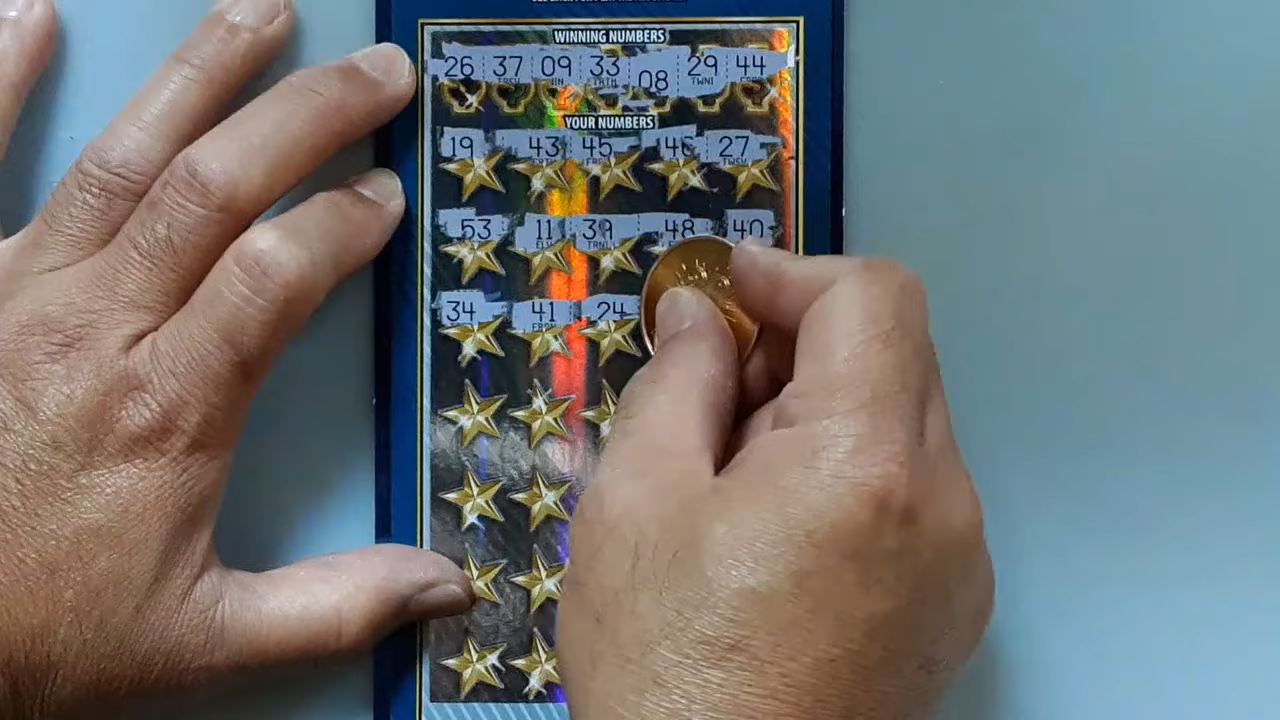 WINNING NUMBERS
26 37 09 33 08 29 44
YOUR NUMBERS
19 43 45 46 27
53 11 39 48 40
34 41 24